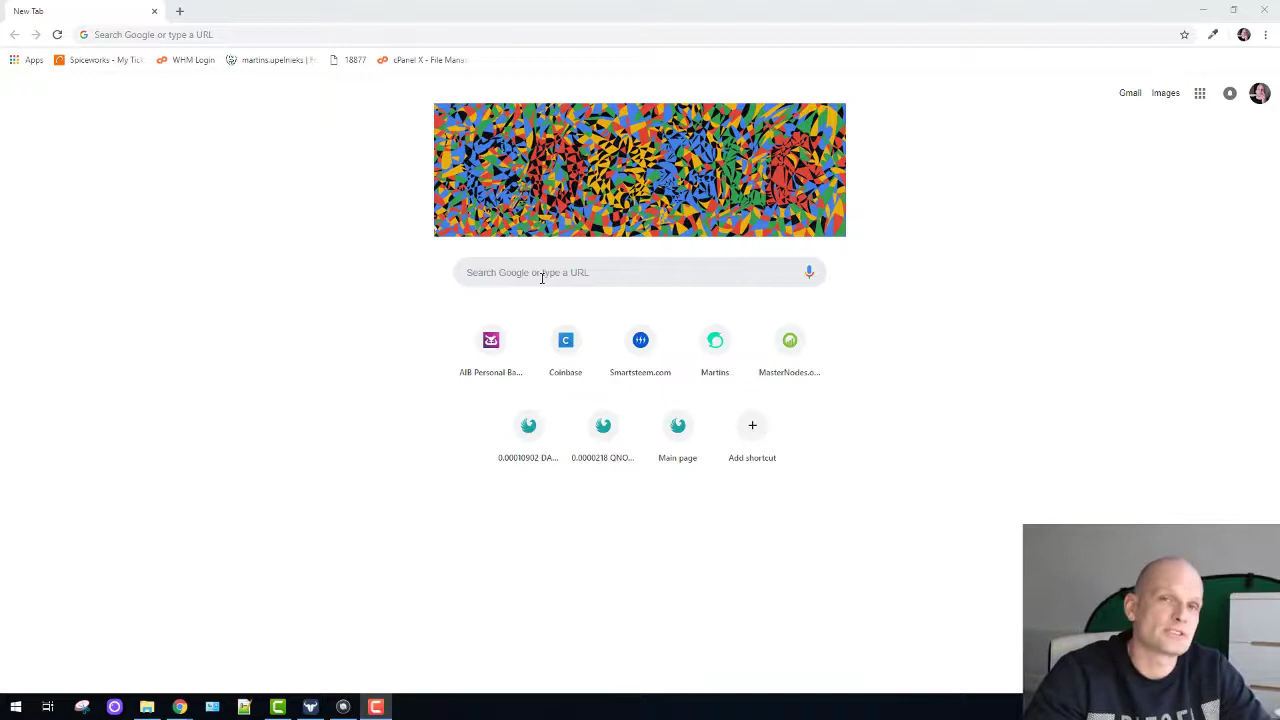 New Tab
Search Google or type a URL
Apps
Spiceworks - My Tick
WHM Login
martins.upelnieks |
18877
cPanel X - File Mana
Gmail
Images
Search Google or type a URL
AIB Personal Ba...
Coinbase
Smartsteem.com
Martins
MasterNodes.o...
0.00010902 DA...
0.0000218 QNO...
Main page
Add shortcut